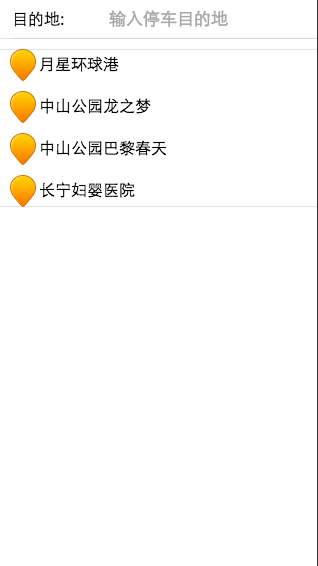 目的地: 输入停车目的地
月星环球港
中山公园龙之梦
中山公园巴黎春天
长宁妇婴医院